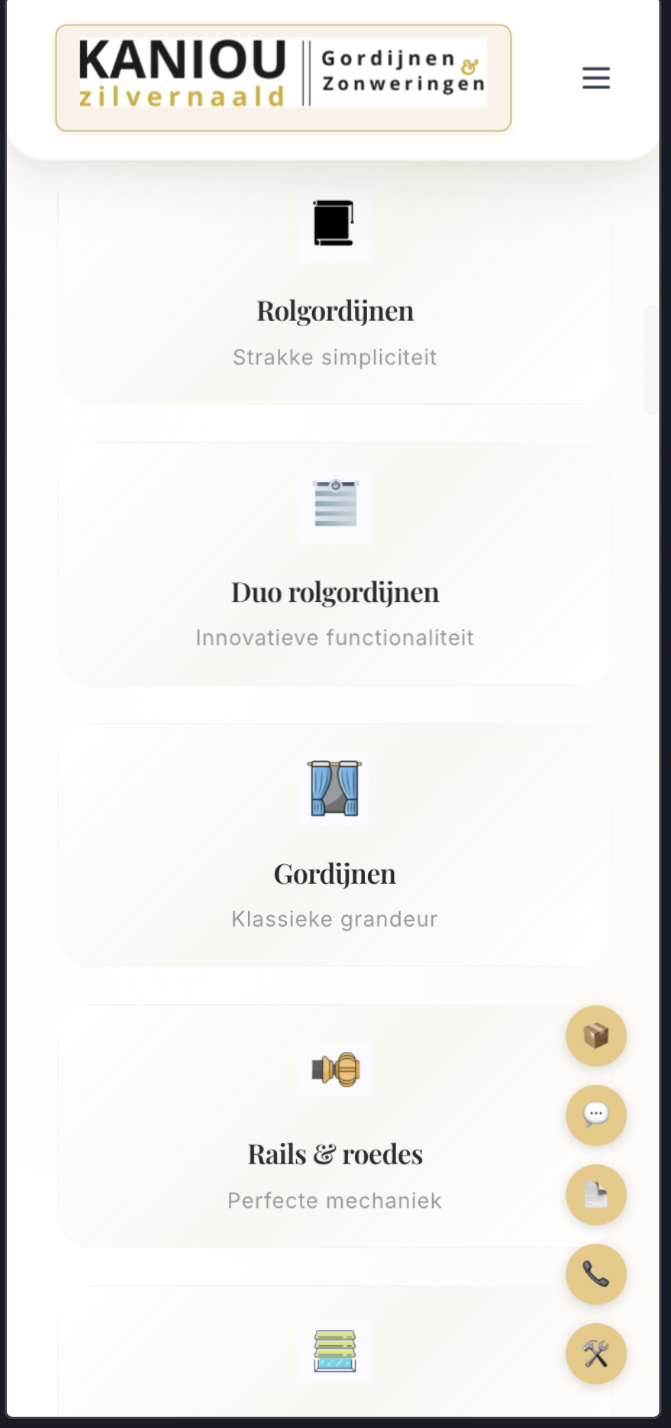 KANIOU
zilvernaald
Gordijnen &
Zonweringen
Rolgordijnen
Strakke simpliciteit
Duo rolgordijnen
Innovatieve functionaliteit
Gordijnen
Klassieke grandeur
Rails & roedes
Perfecte mechaniek